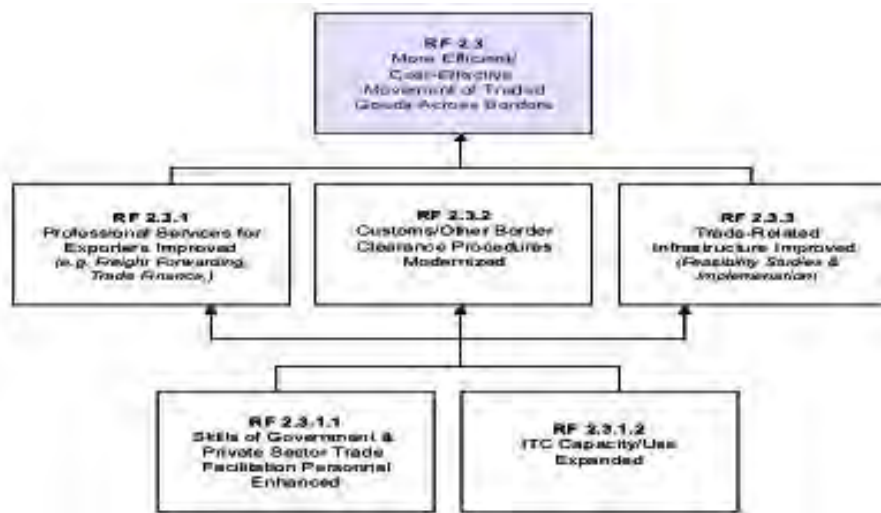 RF 2.3
More Efficient/
Cost-Effective
Movement of Traded
Goods Across Borders
RF 2.3.1
Professional Services for
Exporters Improved
(e.g. Freight Forwarding,
Trade Finance,)
RF 2.3.2
Customs/Other Border
Clearance Procedures
Modernized
RF 2.3.3
Trade-Related
Infrastructure Improved
(Feasibility Studies &
Implementation)
RF 2.3.1.1
Skills of Government &
Private Sector Trade
Facilitation Personnel
Enhanced
RF 2.3.1.2
ITC Capacity/Use
Expanded